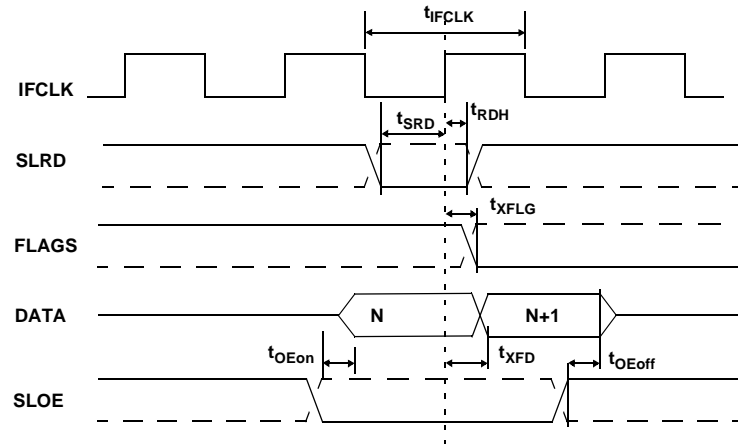 tIFCLK
IFCLK
tSRD
tRDH
SLRD
tXFLG
FLAGS
DATA
N
N+1
tOEon
tXFD
tOEoff
SLOE